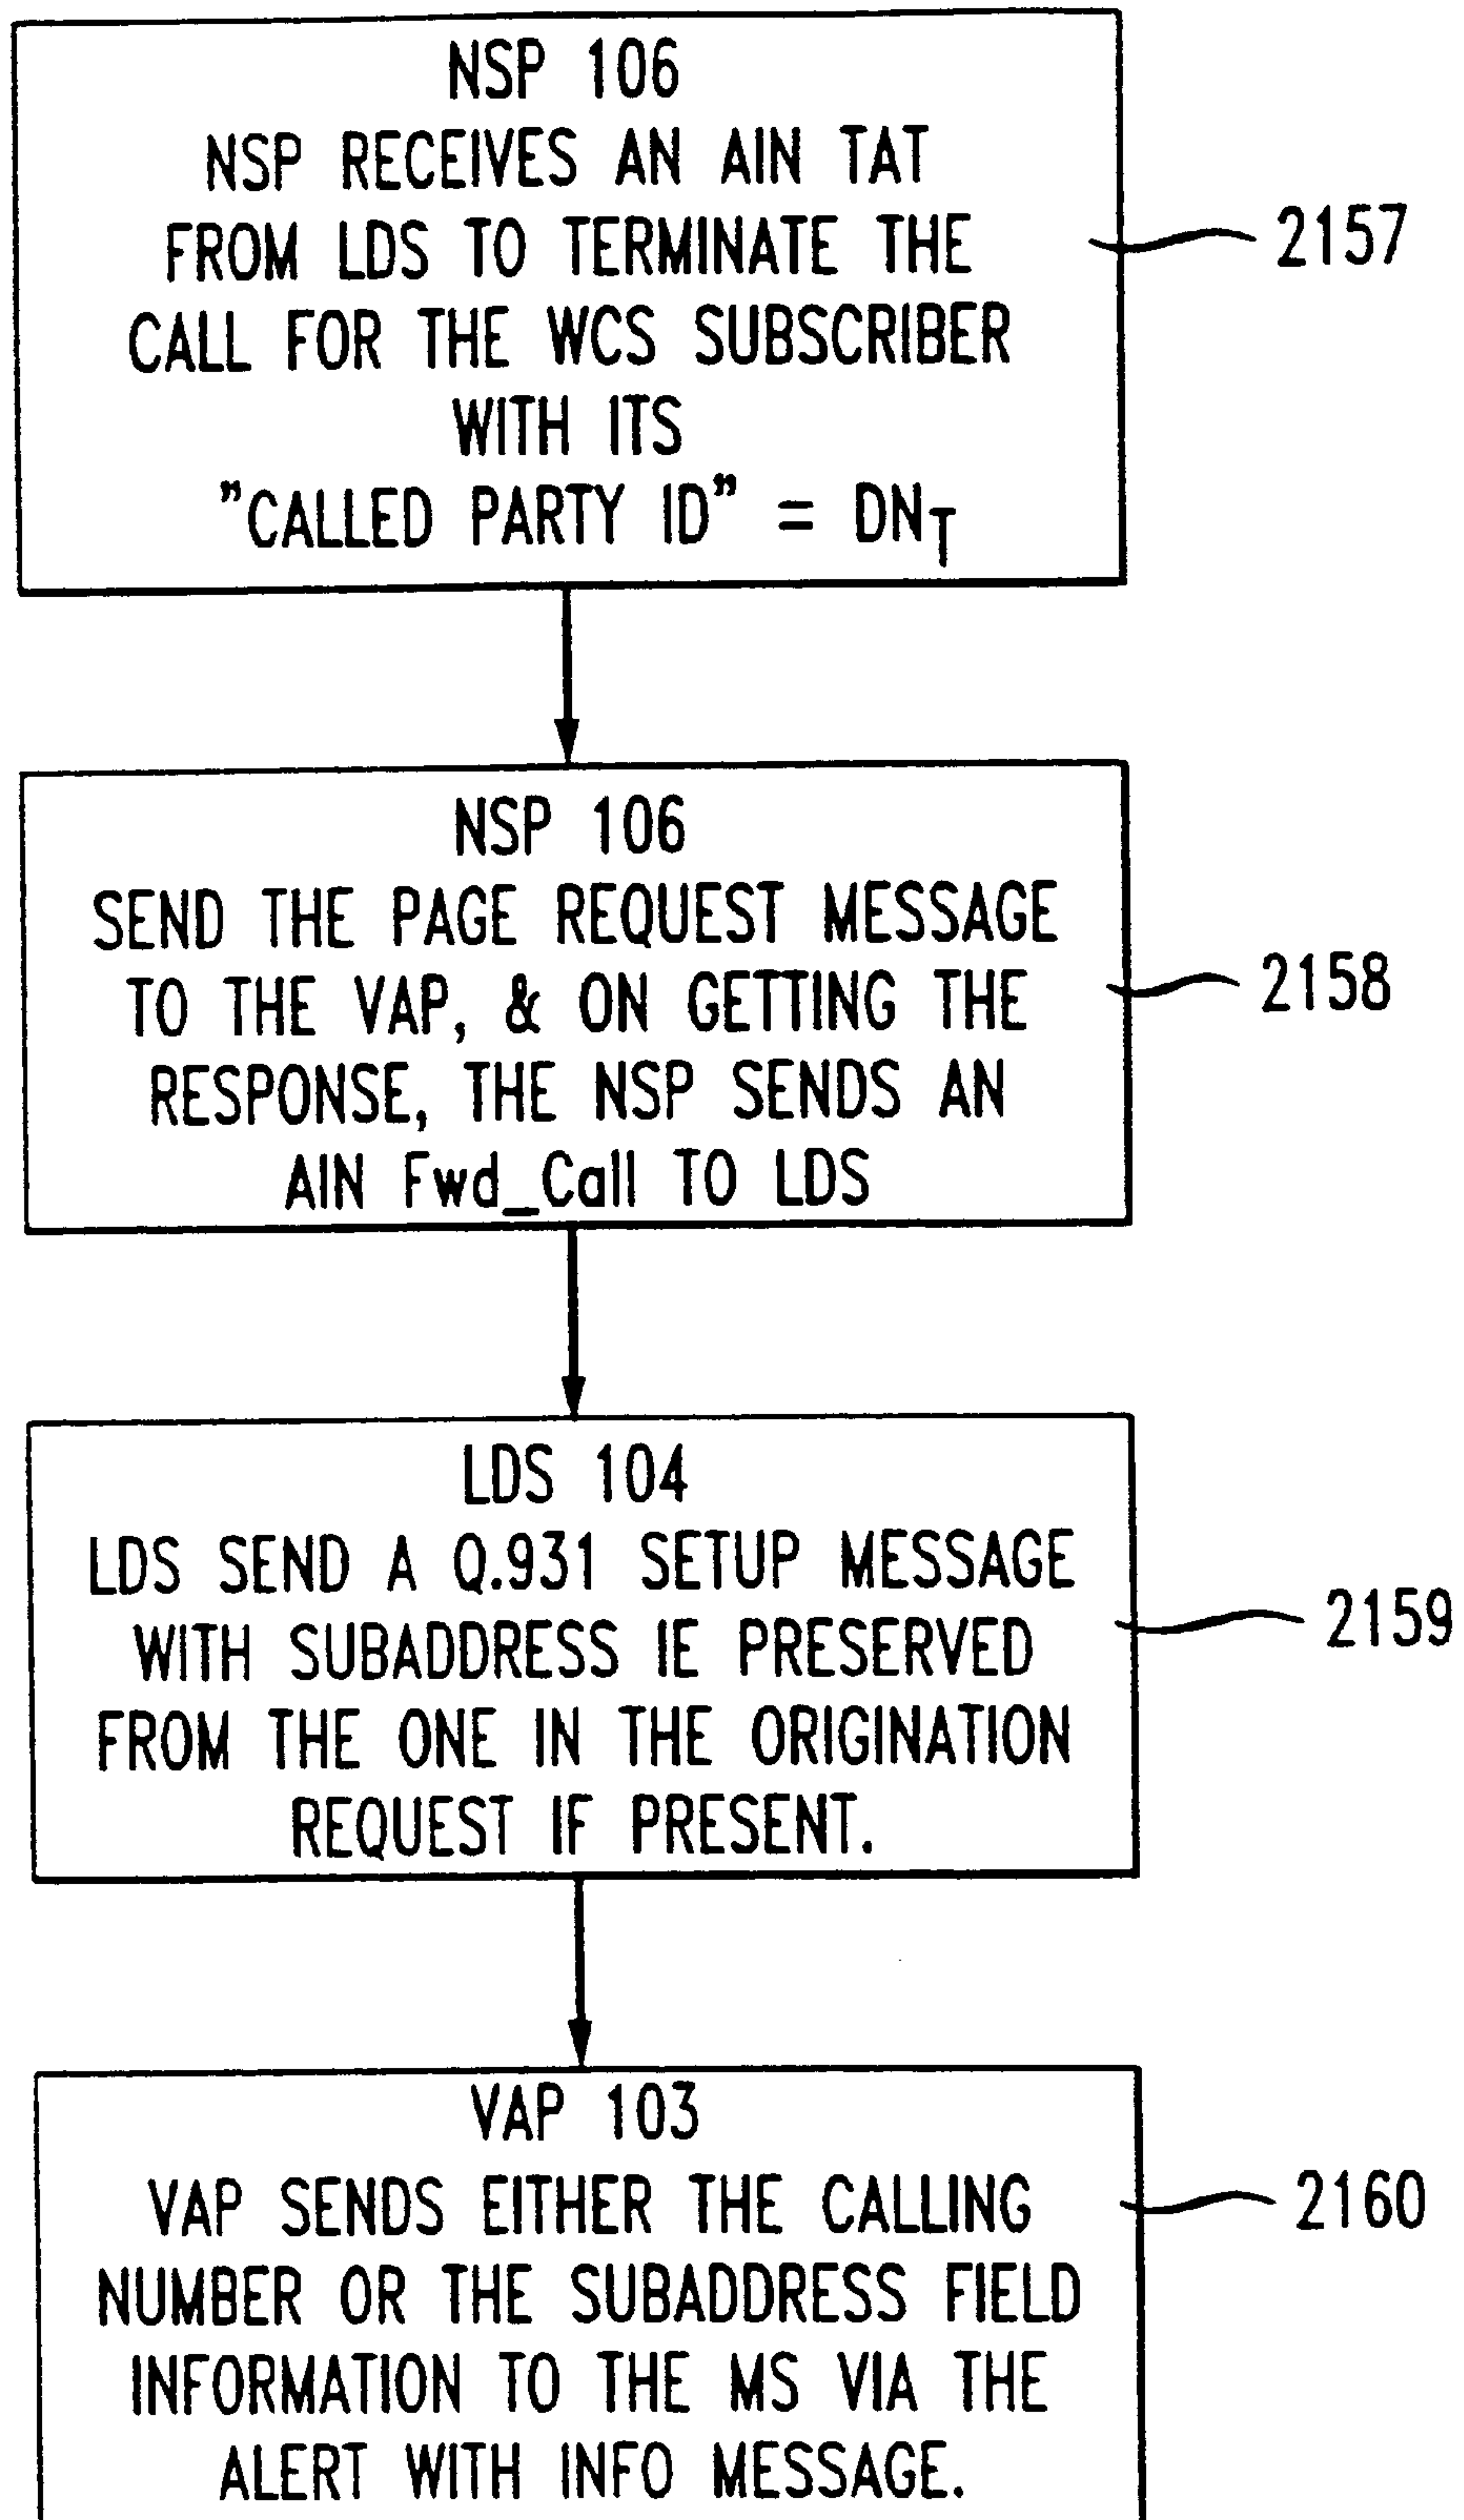 NSP 106
NSP RECEIVES AN AIN TAT
FROM LDS TO TERMINATE THE
CALL FOR THE WCS SUBSCRIBER
WITH ITS
"CALLED PARTY ID" = DNT
2157
NSP 106
SEND THE PAGE REQUEST MESSAGE
TO THE VAP, & ON GETTING THE
RESPONSE, THE NSP SENDS AN
AIN Fwd_Call TO LDS
2158
LDS 104
LDS SEND A Q.931 SETUP MESSAGE
WITH SUBADDRESS IE PRESERVED
FROM THE ONE IN THE ORIGINATION
REQUEST IF PRESENT.
2159
VAP 103
VAP SENDS EITHER THE CALLING
NUMBER OR THE SUBADDRESS FIELD
INFORMATION TO THE MS VIA THE
ALERT WITH INFO MESSAGE.
2160